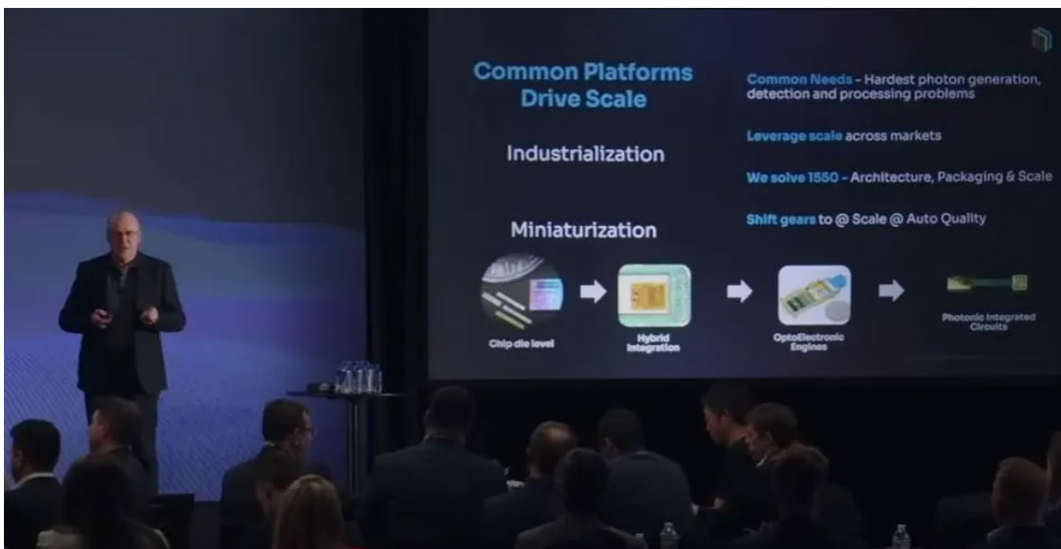 Common Platforms
Drive Scale
Industrialization
Miniaturization
Common Needs - Hardest photon generation,
detection and processing problems
Leverage scale across markets
We solve 1550 - Architecture, Packaging & Scale
Shift gears to @ Scale @ Auto Quality
Chip die level
Hybrid
Integration
OptoElectronic
Engines
Photonic Integrated
Circuits